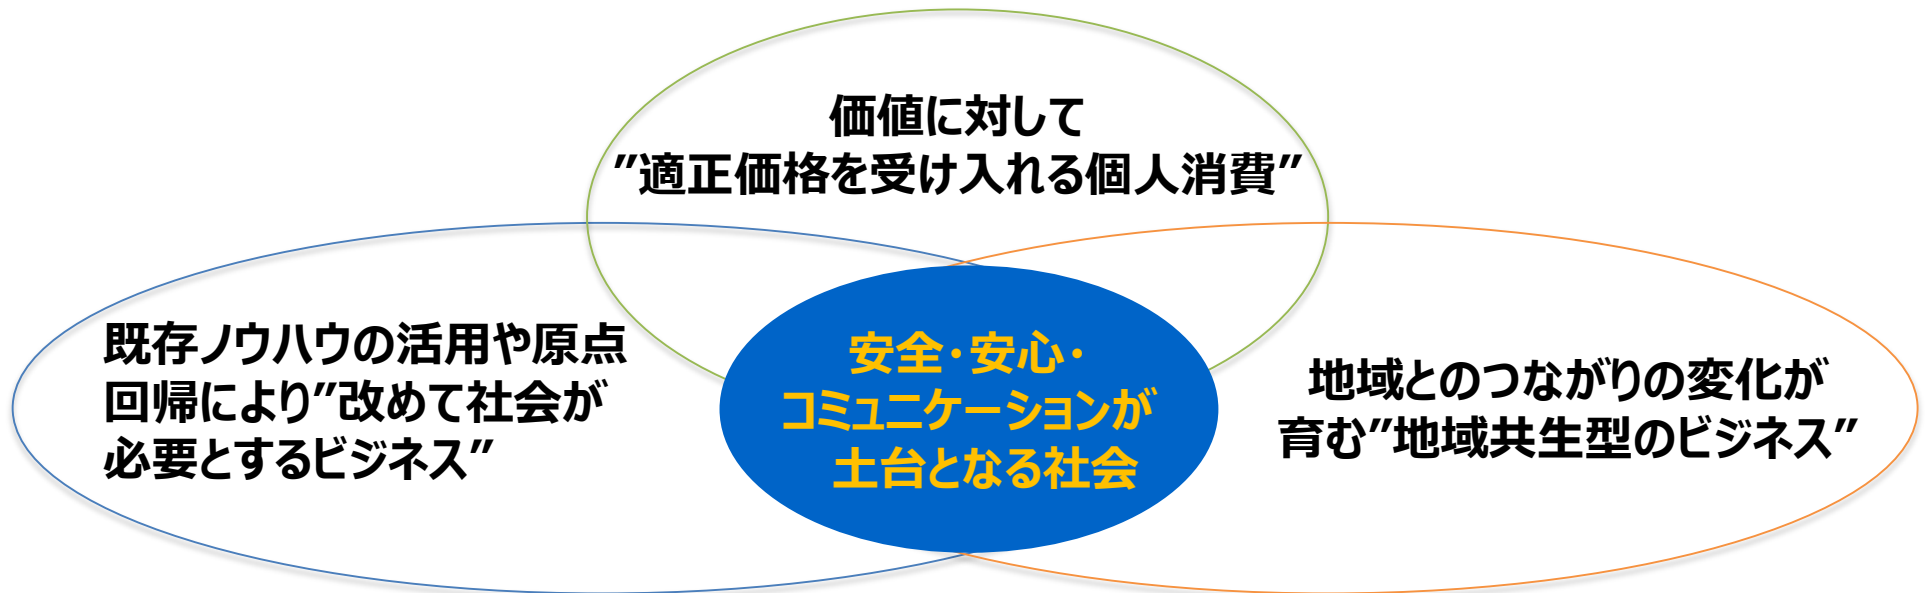 価値に対して
”適正価格を受け入れる個人消費”
既存ノウハウの活用や原点
回帰により”改めて社会が
必要とするビジネス”
安全・安心・
コミュニケーションが
土台となる社会
地域とのつながりの変化が
育む”地域共生型のビジネス”